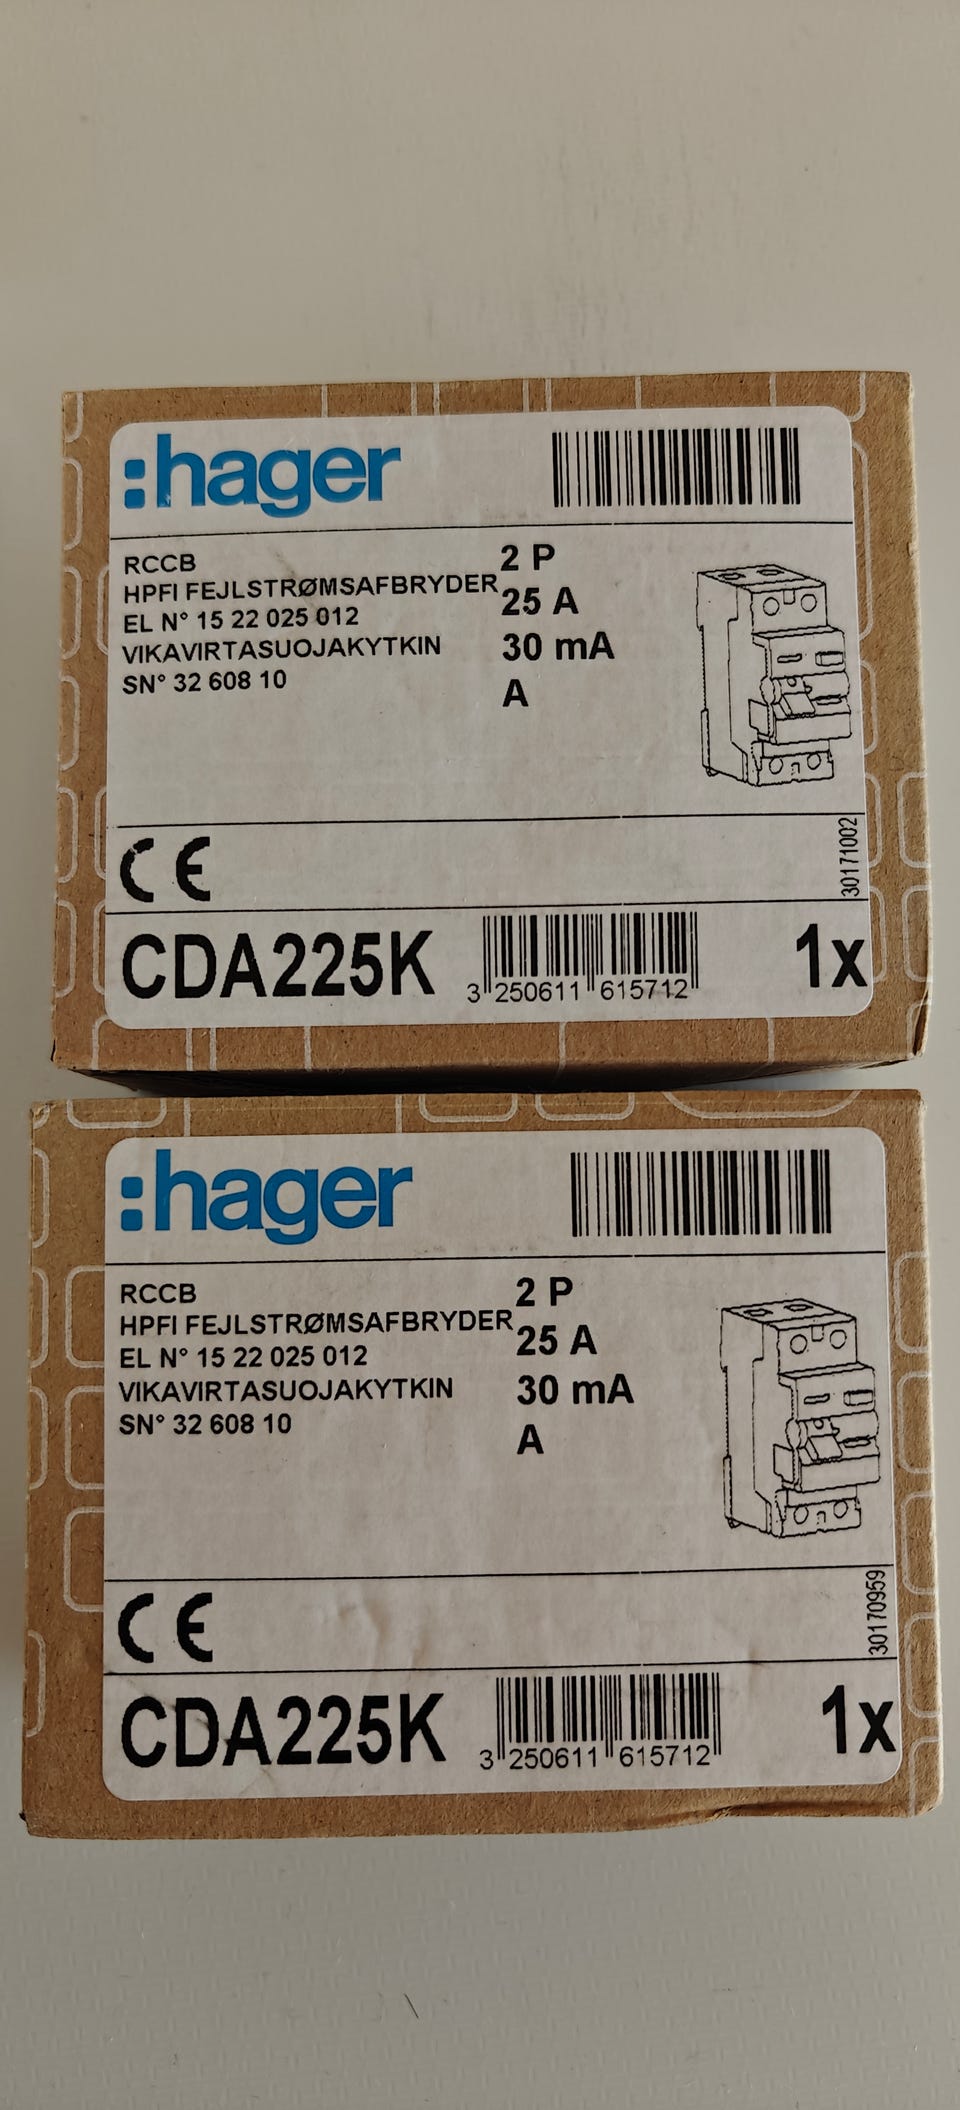 :hager
RCCB
HPFI FEJLSTRØMSAFBRYDER
EL N° 15 22 025 012
VIKAVIRTASUOJAKYTKIN
SN° 32 608 10
2 P
25 A
30 mA
A
30171002
CE
CDA225K
3 250611 615712
1x
:hager
RCCB
HPFI FEJLSTRØMSAFBRYDER
EL N° 15 22 025 012
VIKAVIRTASUOJAKYTKIN
SN° 32 608 10
2 P
25 A
30 mA
A
30170959
CE
CDA225K
3 250611 615712
1x